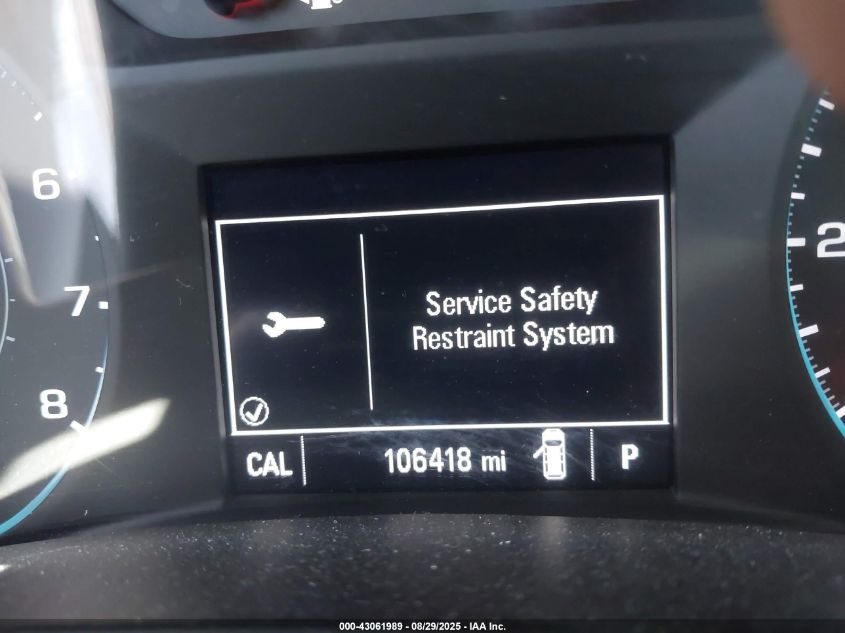 6
7
8
2
Service Safety
Restraint System
CAL
106418 mi
P
000-43061989 - 08/29/2025 - IAA Inc.